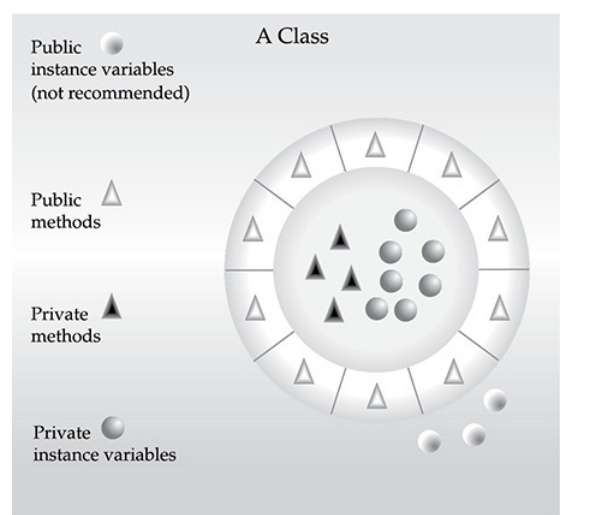 A Class
Public
instance variables
(not recommended)
Public
methods
Private
methods
Private
instance variables